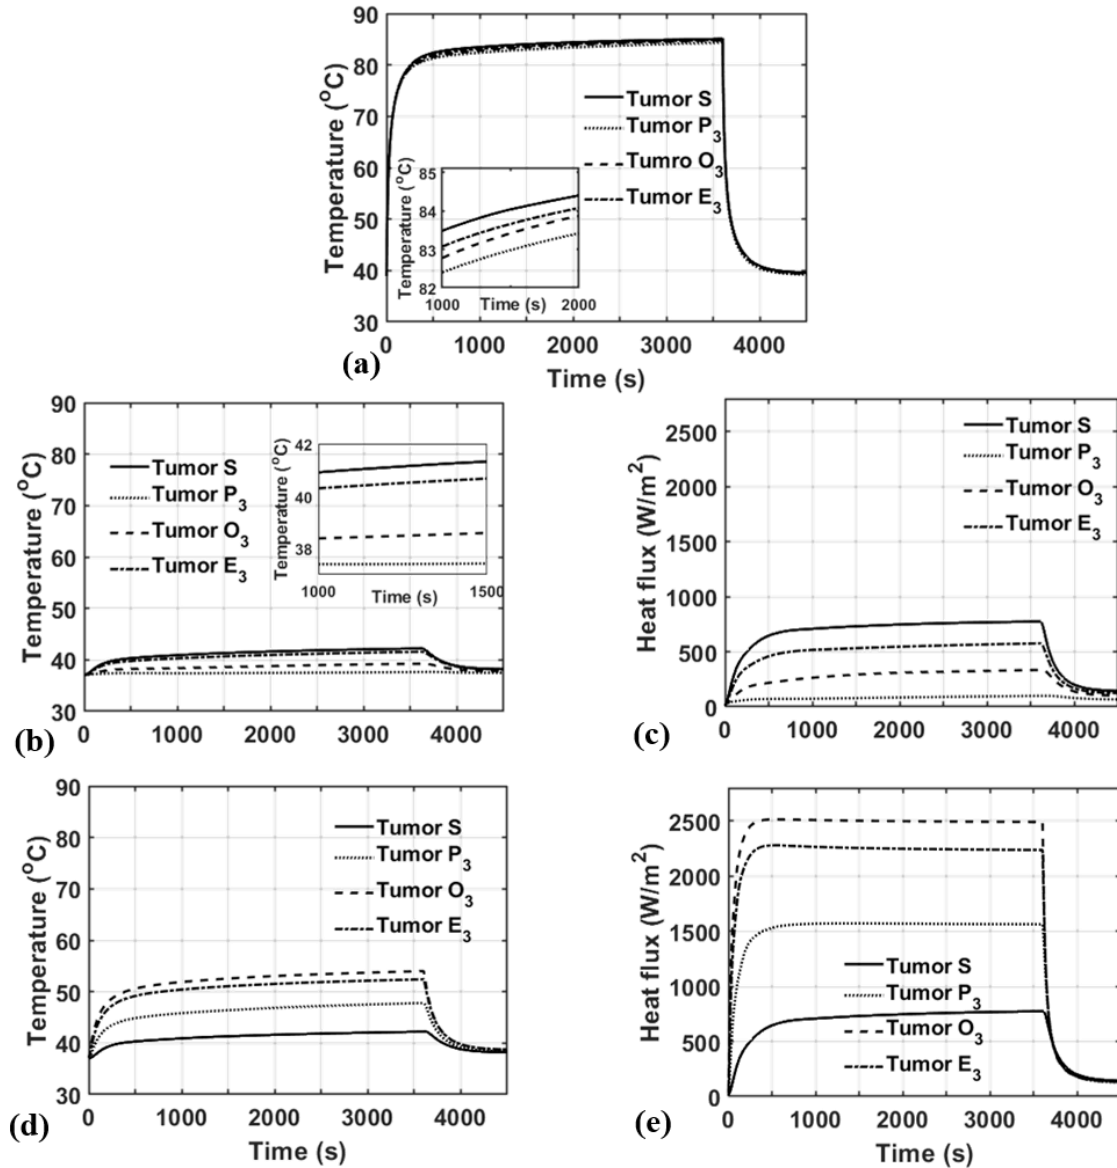 90
80
70
60
50
40
30
Temperature (°C)
Tumor S
Tumor P3
Tumro O3
Tumor E3
85
84
83
82
Temperature (°C)
1000
Time (s)
2000
0
1000
2000
3000
4000
(a)
Time (s)
90
80
70
60
50
40
30
Temperature (°C)
Tumor S
Tumor P3
Tumor O3
Tumor E3
42
40
38
Temperature (°C)
1000
1500
Time (s)
0
1000
2000
3000
4000
(b)
2500
2000
1500
1000
500
0
Heat flux (W/m²)
Tumor S
Tumor P3
Tumor O3
Tumor E3
0
1000
2000
3000
4000
(c)
90
80
70
60
50
40
30
Temperature (°C)
Tumor S
Tumor P3
Tumor O3
Tumor E3
0
1000
2000
3000
4000
(d)
Time (s)
2500
2000
1500
1000
500
0
Heat flux (W/m²)
Tumor S
Tumor P3
Tumor O3
Tumor E3
0
1000
2000
3000
4000
(e)
Time (s)